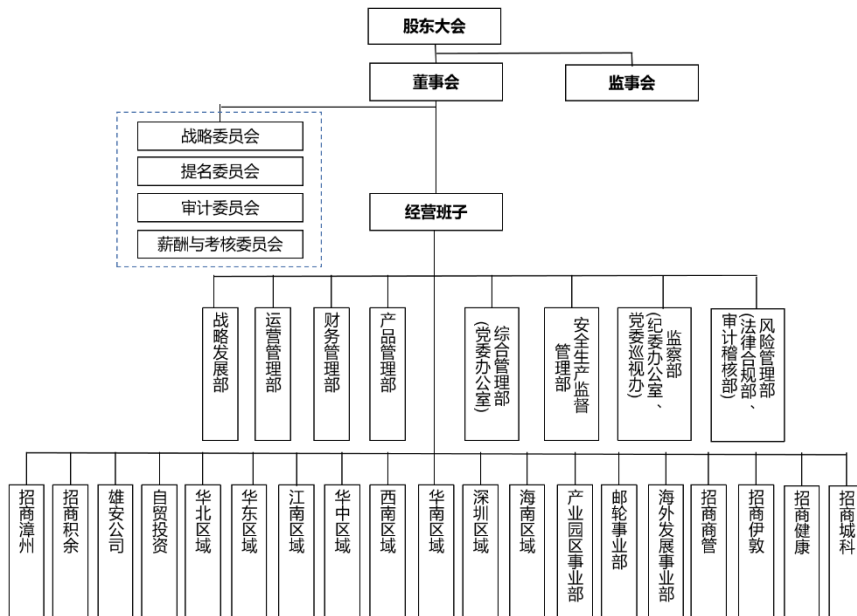 股东大会
董事会
监事会
战略委员会
提名委员会
审计委员会
薪酬与考核委员会
经营班子
战略发展部
运营管理部
财务管理部
产品管理部
综合管理部
(党委办公室)
安全生产监督
管理部
监察部
(纪委办公室、
党委巡视办)
风险管理部
(法律合规部、
审计稽核部)
招商漳州
招商积余
雄安公司
自贸投资
华北区域
华东区域
江南区域
华中区域
西南区域
华南区域
深圳区域
海南区域
产业园区事业部
邮轮事业部
海外发展事业部
招商商管
招商伊敦
招商健康
招商城科